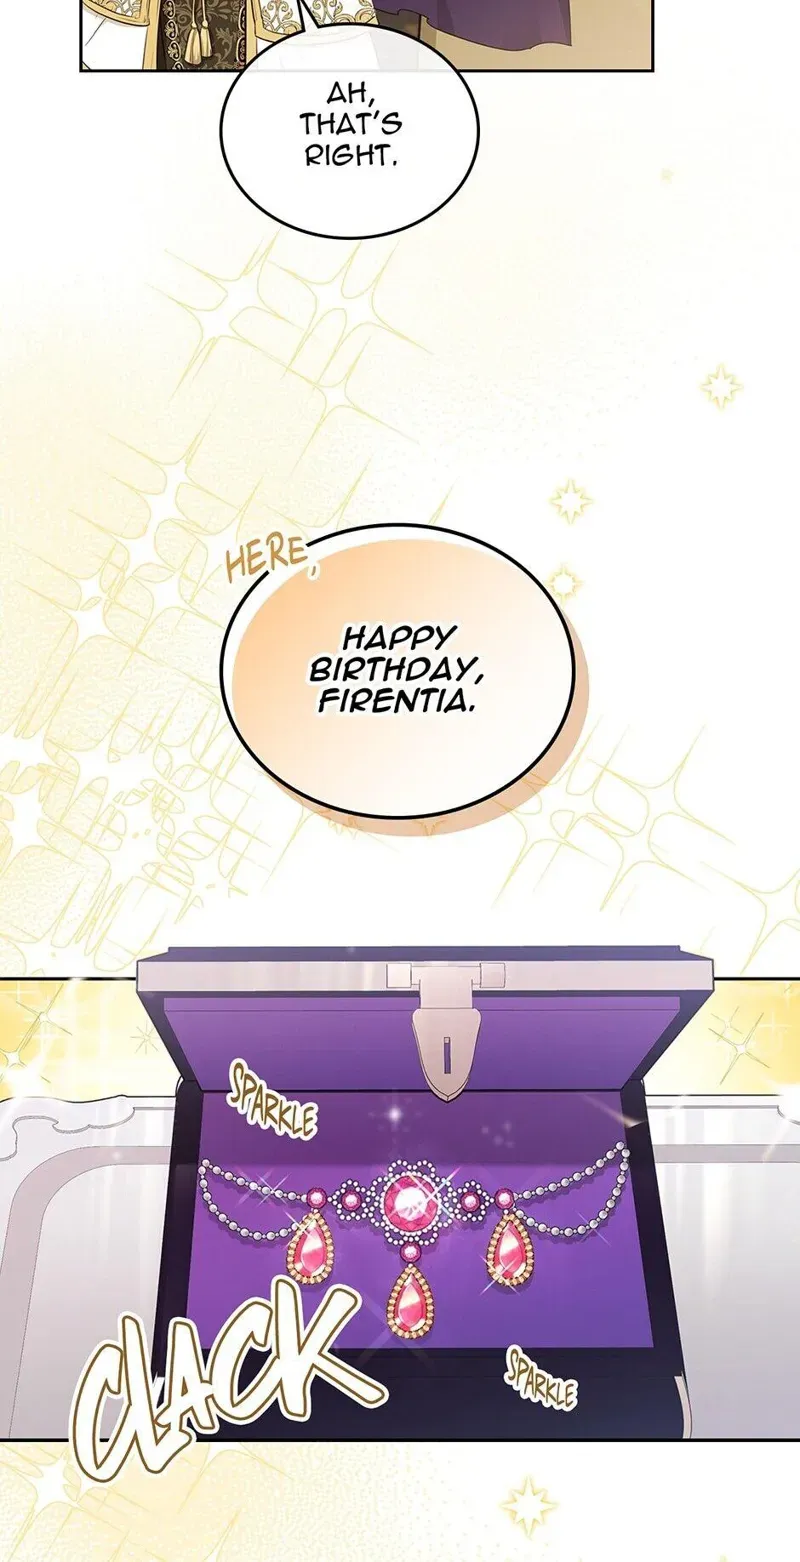 AH,
THAT'S
RIGHT.
HERE,
HAPPY
BIRTHDAY,
FIRENTIA.
SPARKLE
CLACK
SPARKLE